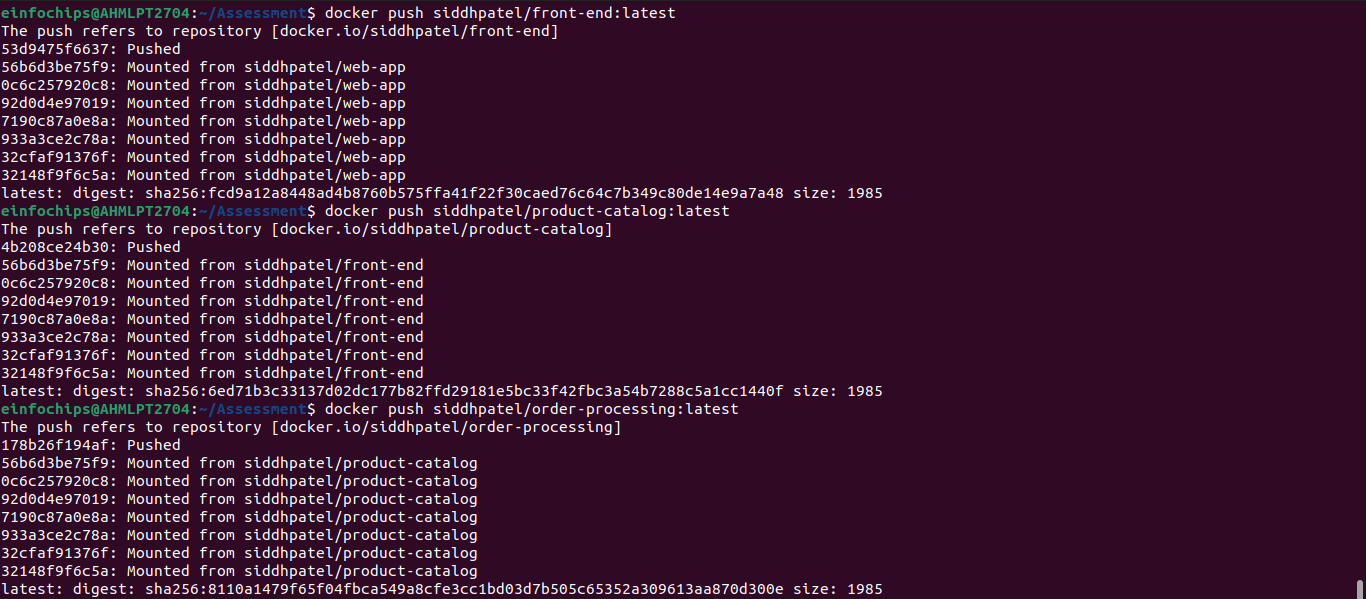 einfochips@AHMLPT2704:~/Assessment$ docker push siddhpatel/front-end:latest
The push refers to repository [docker.io/siddhpatel/front-end]
53d9475f6637: Pushed
56b6d3be75f9: Mounted from siddhpatel/web-app
0c6c257920c8: Mounted from siddhpatel/web-app
92d0d4e97019: Mounted from siddhpatel/web-app
7190c87a0e8a: Mounted from siddhpatel/web-app
933a3ce2c78a: Mounted from siddhpatel/web-app
32cfaf91376f: Mounted from siddhpatel/web-app
32148f9f6c5a: Mounted from siddhpatel/web-app
latest: digest: sha256:fcd9a12a8448ad4b8760b575ffa41f22f30caed76c64c7b349c80de14e9a7a48 size: 1985
einfochips@AHMLPT2704:~/Assessment$ docker push siddhpatel/product-catalog:latest
The push refers to repository [docker.io/siddhpatel/product-catalog]
4b208ce24b30: Pushed
56b6d3be75f9: Mounted from siddhpatel/front-end
0c6c257920c8: Mounted from siddhpatel/front-end
92d0d4e97019: Mounted from siddhpatel/front-end
7190c87a0e8a: Mounted from siddhpatel/front-end
933a3ce2c78a: Mounted from siddhpatel/front-end
32cfaf91376f: Mounted from siddhpatel/front-end
32148f9f6c5a: Mounted from siddhpatel/front-end
latest: digest: sha256:6ed71b3c33137d02dc177b82ffd29181e5bc33f42fbc3a54b7288c5a1cc1440f size: 1985
einfochips@AHMLPT2704:~/Assessment$ docker push siddhpatel/order-processing:latest
The push refers to repository [docker.io/siddhpatel/order-processing]
178b26f194af: Pushed
56b6d3be75f9: Mounted from siddhpatel/product-catalog
0c6c257920c8: Mounted from siddhpatel/product-catalog
92d0d4e97019: Mounted from siddhpatel/product-catalog
7190c87a0e8a: Mounted from siddhpatel/product-catalog
933a3ce2c78a: Mounted from siddhpatel/product-catalog
32cfaf91376f: Mounted from siddhpatel/product-catalog
32148f9f6c5a: Mounted from siddhpatel/product-catalog
latest: digest: sha256:8110a1479f65f04fbca549a8cfe3cc1bd03d7b505c65352a309613aa870d300e size: 1985